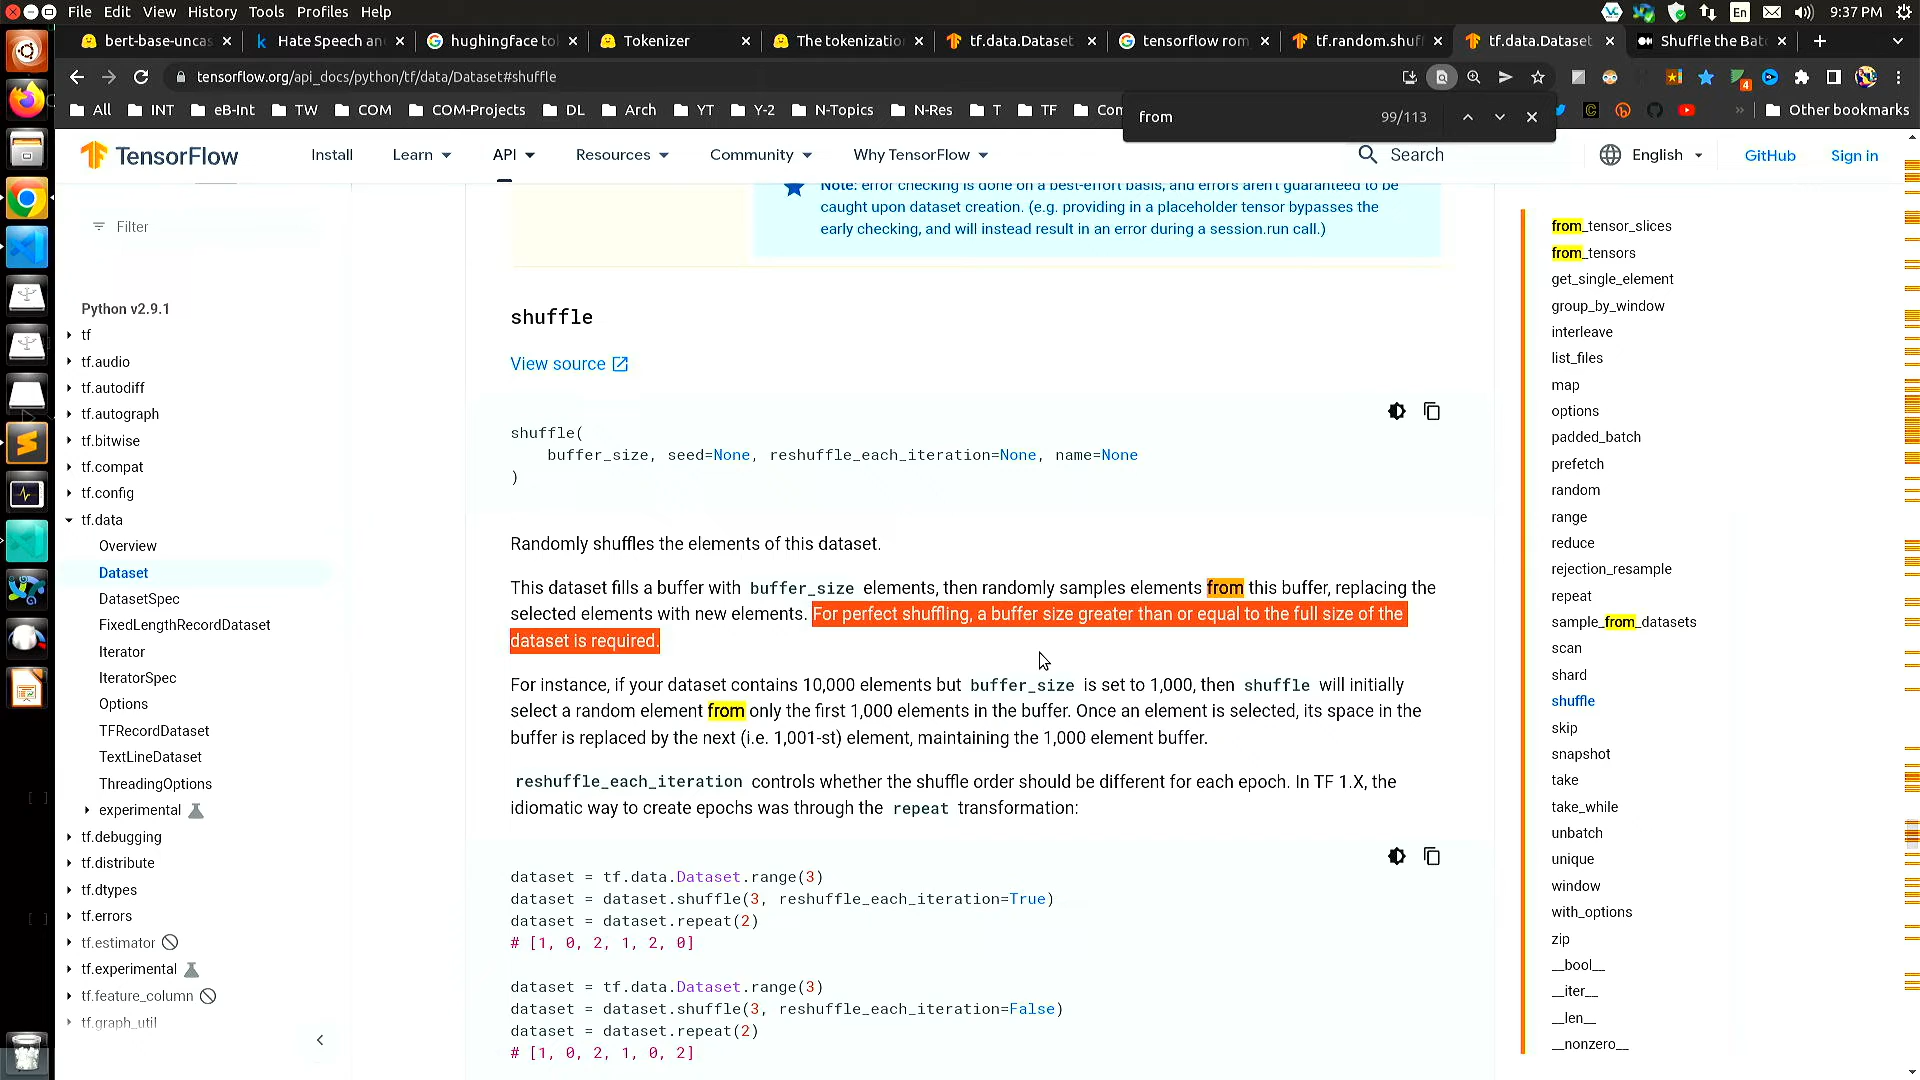 File Edit View History Tools Profiles Help
En
9:37 PM
bert-base-uncas
Hate Speech an
hughingface to
Tokenizer
The tokenizatio
tf.data.Dataset
tensorflow rom
tf.random.shuf
tf.data.Dataset
Shuffle the Bat
tensorflow.org/api_docs/python/tf/data/Dataset#shuffle
All INT eB-Int TW COM COM-Projects DL Arch YT Y-2 N-Topics N-Res T TF Con
Other bookmarks
from 99/113
TensorFlow
Install Learn API Resources Community Why TensorFlow
Search
English
GitHub
Sign in
Filter
Python v2.9.1
tf
tf.audio
tf.autodiff
tf.autograph
tf.bitwise
tf.compat
tf.config
tf.data
Overview
Dataset
DatasetSpec
FixedLengthRecordDataset
Iterator
IteratorSpec
Options
TFRecordDataset
TextLineDataset
ThreadingOptions
experimental
tf.debugging
tf.distribute
tf.dtypes
tf.errors
tf.estimator
tf.experimental
tf.feature_column
tf.graph_util
Note: error checking is done on a best-effort basis, and errors aren't guaranteed to be
caught upon dataset creation. (e.g. providing in a placeholder tensor bypasses the
early checking, and will instead result in an error during a session.run call.)
shuffle
View source
shuffle(
    buffer_size, seed=None, reshuffle_each_iteration=None, name=None
)
Randomly shuffles the elements of this dataset.
This dataset fills a buffer with buffer_size elements, then randomly samples elements from this buffer, replacing the
selected elements with new elements. For perfect shuffling, a buffer size greater than or equal to the full size of the
dataset is required.
For instance, if your dataset contains 10,000 elements but buffer_size is set to 1,000, then shuffle will initially
select a random element from only the first 1,000 elements in the buffer. Once an element is selected, its space in the
buffer is replaced by the next (i.e. 1,001-st) element, maintaining the 1,000 element buffer.
reshuffle_each_iteration controls whether the shuffle order should be different for each epoch. In TF 1.X, the
idiomatic way to create epochs was through the repeat transformation:
dataset = tf.data.Dataset.range(3)
dataset = dataset.shuffle(3, reshuffle_each_iteration=True)
dataset = dataset.repeat(2)
# [1, 0, 2, 1, 2, 0]
dataset = tf.data.Dataset.range(3)
dataset = dataset.shuffle(3, reshuffle_each_iteration=False)
dataset = dataset.repeat(2)
# [1, 0, 2, 1, 0, 2]
from_tensor_slices
from_tensors
get_single_element
group_by_window
interleave
list_files
map
options
padded_batch
prefetch
random
range
reduce
rejection_resample
repeat
sample_from_datasets
scan
shard
shuffle
skip
snapshot
take
take_while
unbatch
unique
window
with_options
zip
__bool__
__iter__
__len__
__nonzero__